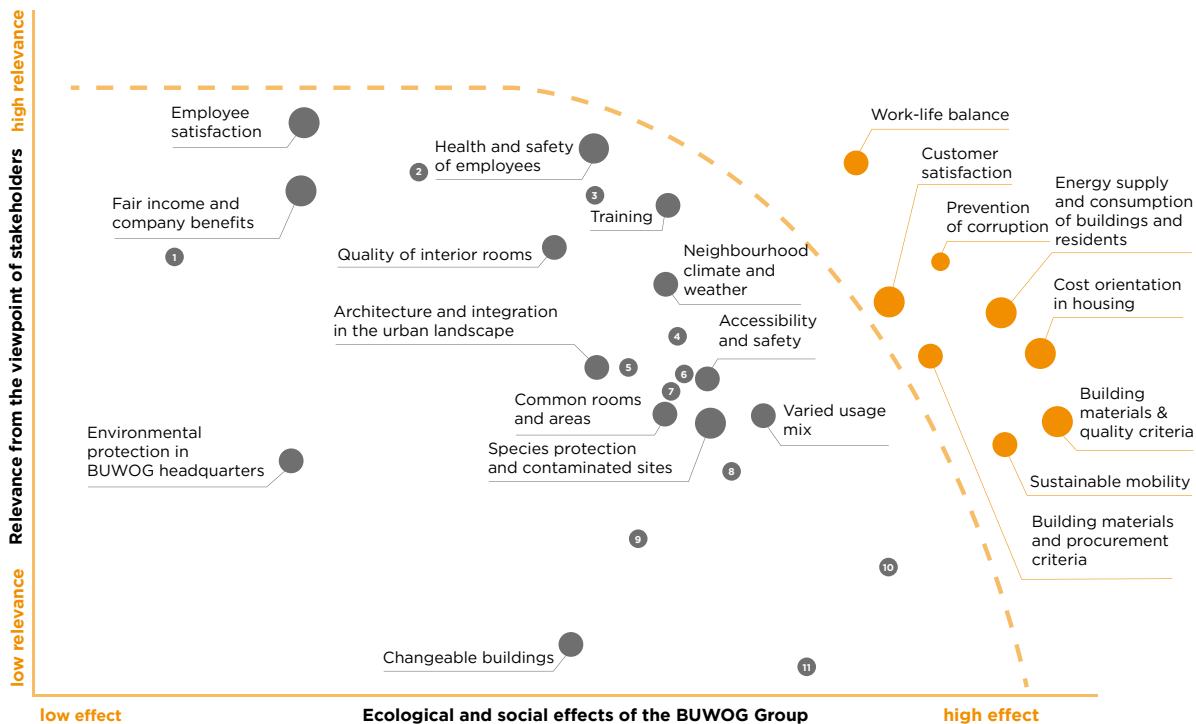 high relevance
Relevance from the viewpoint of stakeholders
low relevance
Employee
satisfaction
Health and safety
of employees
2
Fair income and
company benefits
1
3
Training
Quality of interior rooms
Neighbourhood
climate and
weather
Architecture and integration
in the urban landscape
4
Accessibility
and safety
5
6
7
Common rooms
and areas
Varied usage
mix
Species protection
and contaminated sites
8
Environmental
protection in
BUWOG headquarters
9
10
Changeable buildings
11
Work-life balance
Customer
satisfaction
Energy supply
and consumption
of buildings and
residents
Prevention
of corruption
Cost orientation
in housing
Building
materials &
quality criteria
Sustainable mobility
Building materials
and procurement
criteria
low effect
Ecological and social effects of the BUWOG Group
high effect